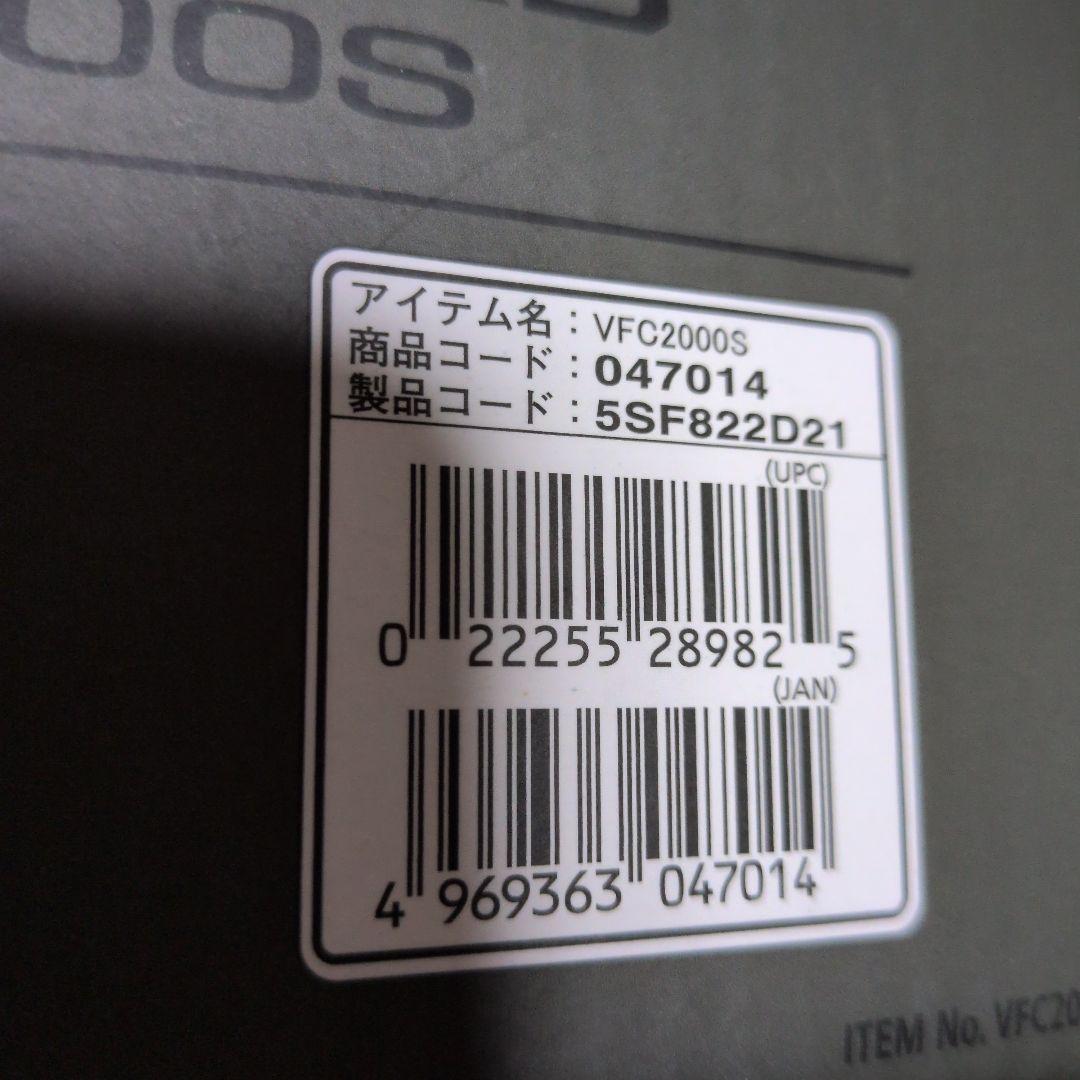 00S
アイテム名：VFC2000S
商品コード：047014
製品コード：5SF822D21
(UPC)
0 22255 28982 5
(JAN)
4 969363 047014
ITEM No. VFC20